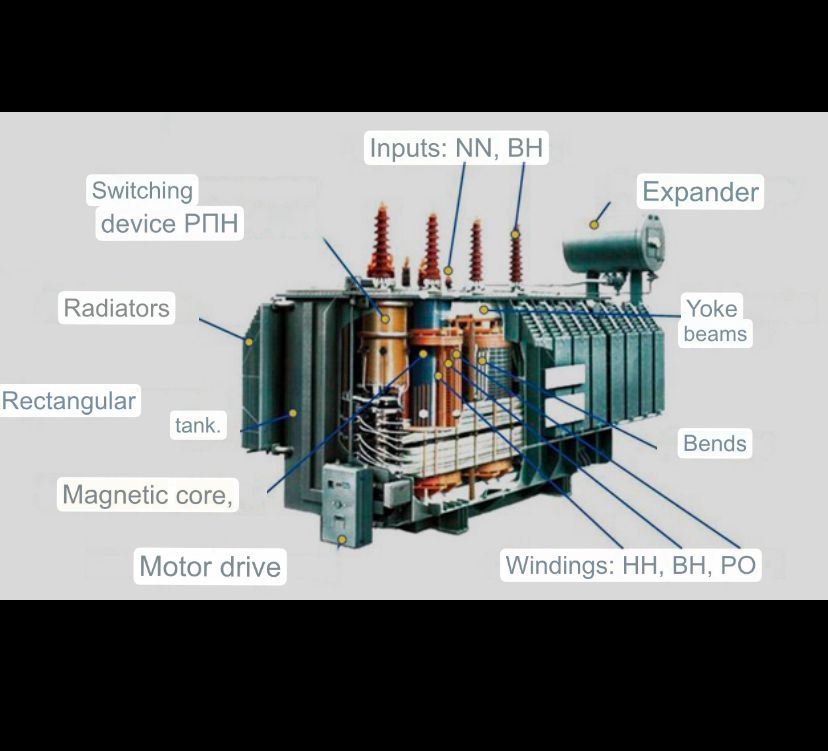 Inputs: NN, BH
Switching
device РПН
Expander
Radiators
Yoke
beams
Rectangular
tank.
Bends
Magnetic core,
Motor drive
Windings: HH, BH, PO